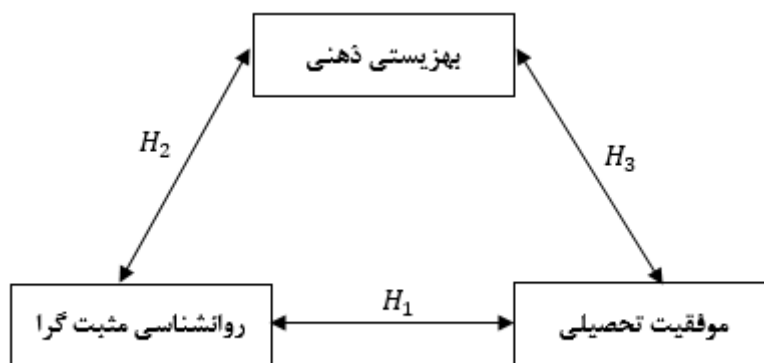 بهزیستی ذهنی
H₂
H₃
روانشناسی مثبت گرا
H₁
موفقیت تحصیلی